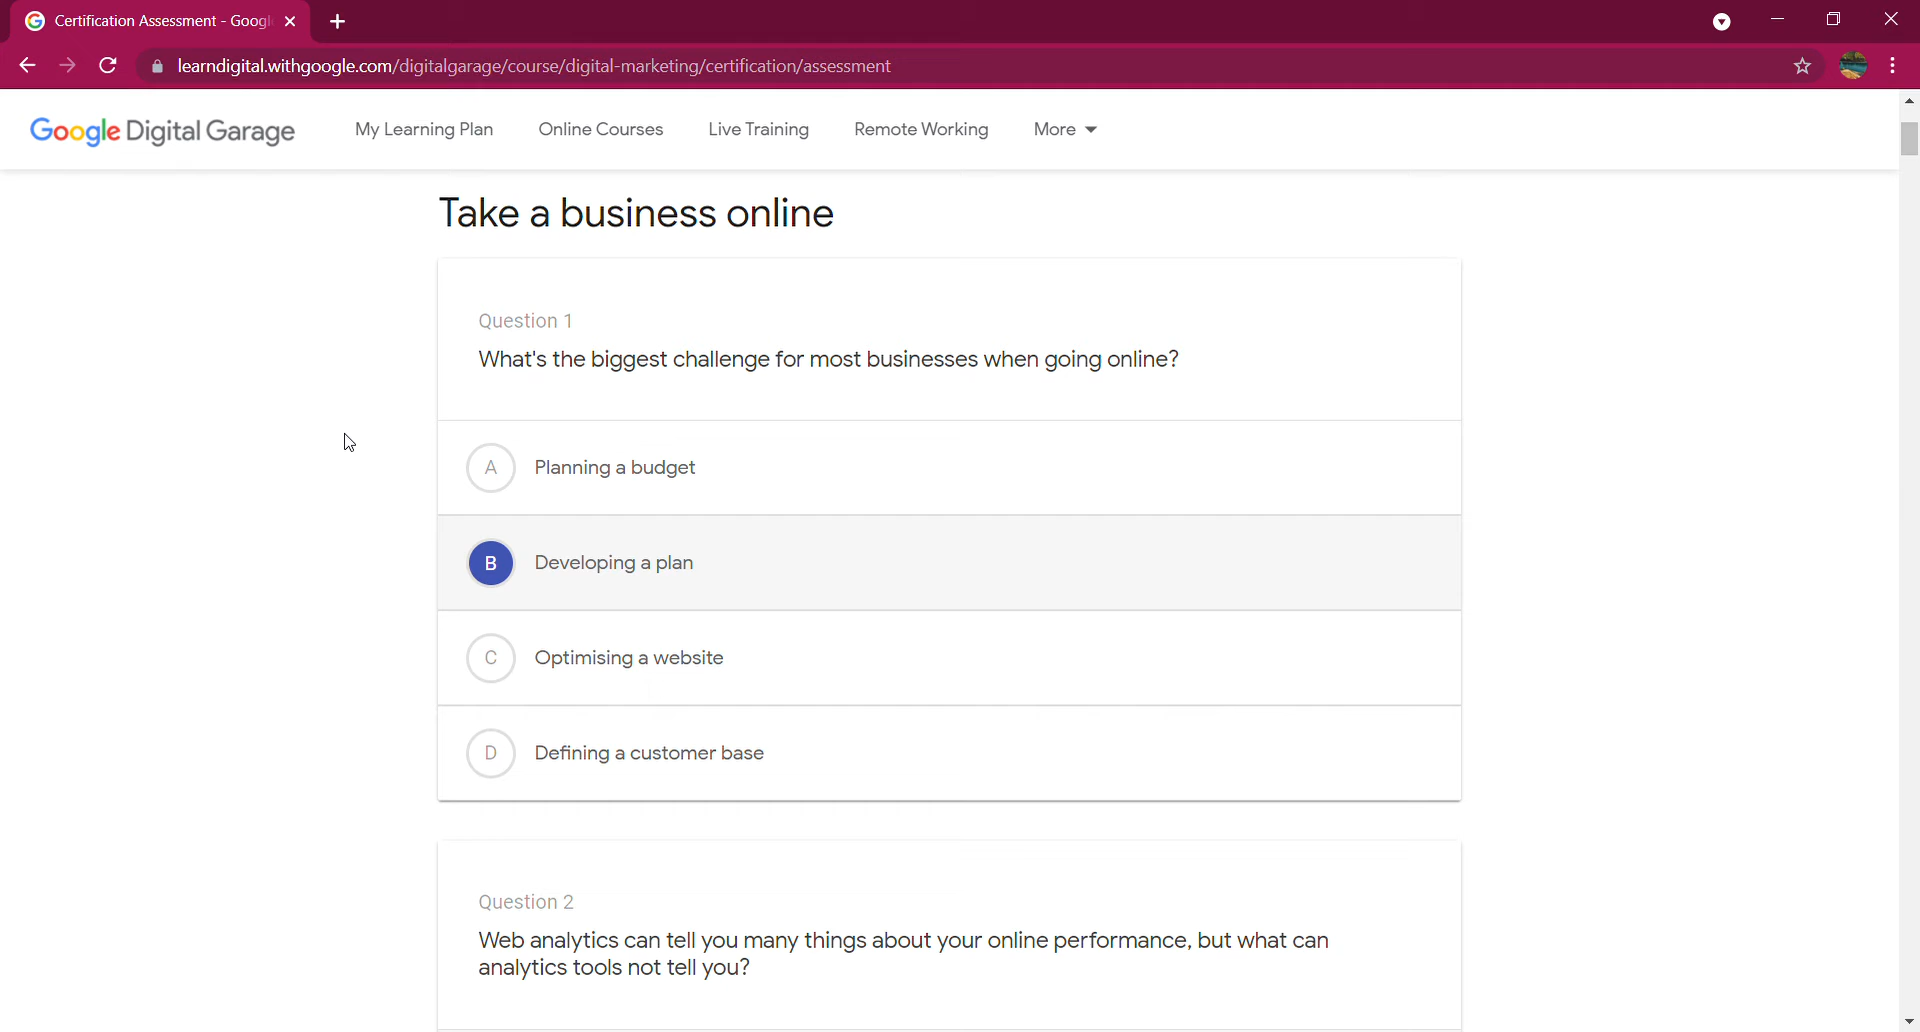 Certification Assessment - Googl
learndigital.withgoogle.com/digitalgarage/course/digital-marketing/certification/assessment
Google Digital Garage
My Learning Plan
Online Courses
Live Training
Remote Working
More
Take a business online
Question 1
What's the biggest challenge for most businesses when going online?
A Planning a budget
B Developing a plan
C Optimising a website
D Defining a customer base
Question 2
Web analytics can tell you many things about your online performance, but what can
analytics tools not tell you?